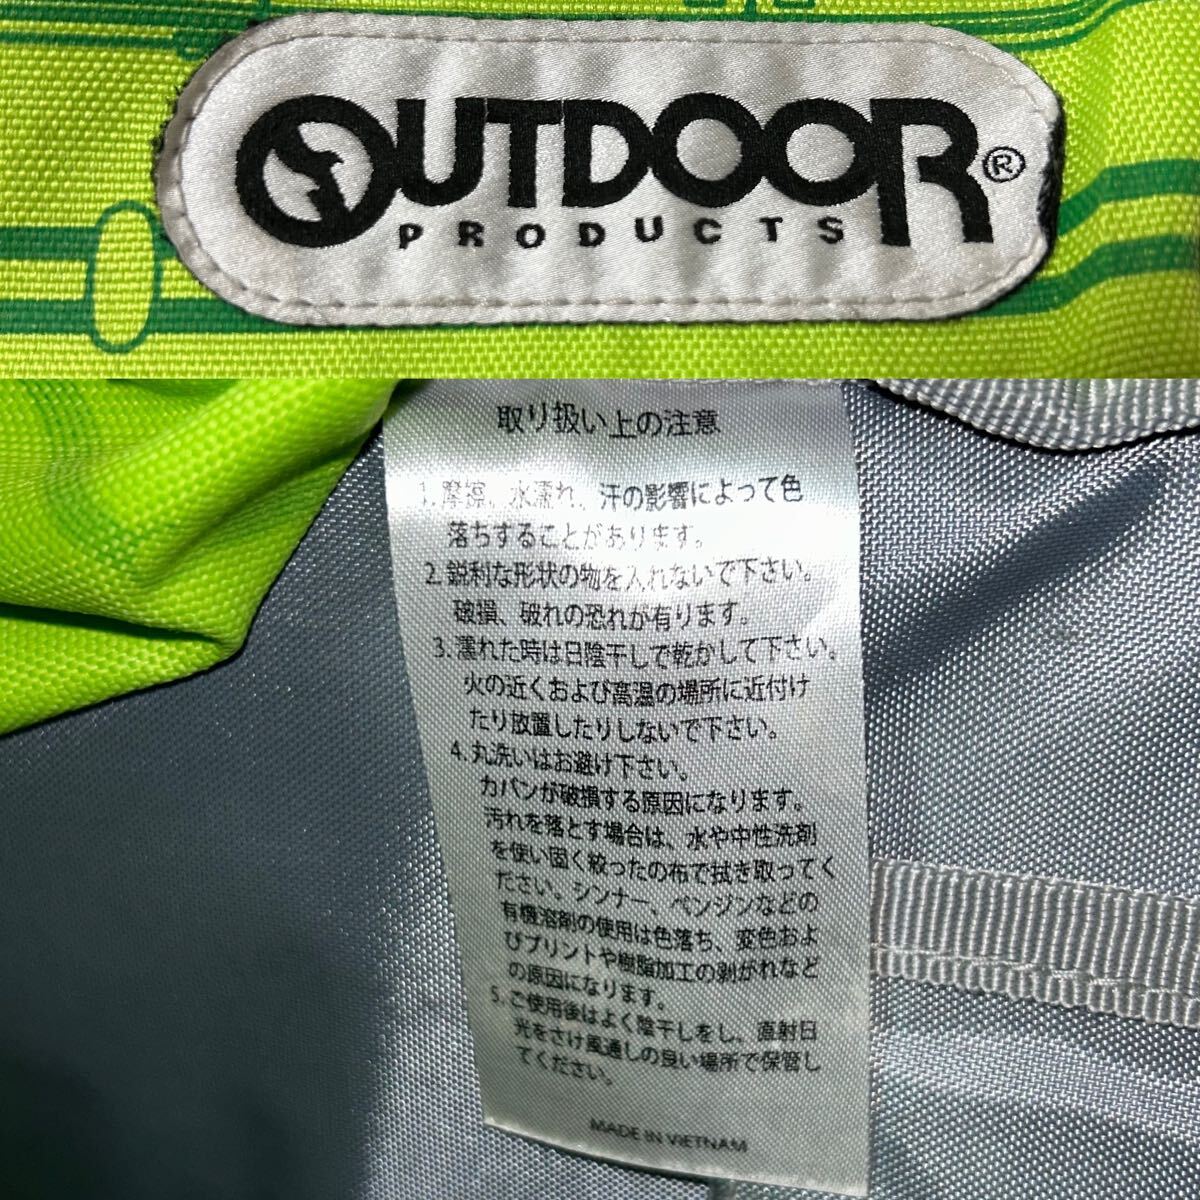 OUTDOOR®
PRODUCTS
取り扱い上の注意
1. 摩擦、水濡れ、汗の影響によって色
落ちすることがあります。
2. 鋭利な形状の物を入れないで下さい。
破損、破れの恐れが有ります。
3. 濡れた時は日陰干しで乾かして下さい。
火の近くおよび高温の場所に近付け
たり放置したりしないで下さい。
4. 丸洗いはお避け下さい。
カバンが破損する原因になります。
汚れを落とす場合は、水や中性洗剤
を使い固く絞ったの布で拭き取ってく
ださい。シンナー、ベンジンなどの
有機溶剤の使用は色落ち、変色およ
びプリントや樹脂加工の剥がれなど
の原因になります。
5. ご使用後はよく陰干しをし、直射日
光をさけ風通しの良い場所で保管し
てください。
MADE IN VIETNAM